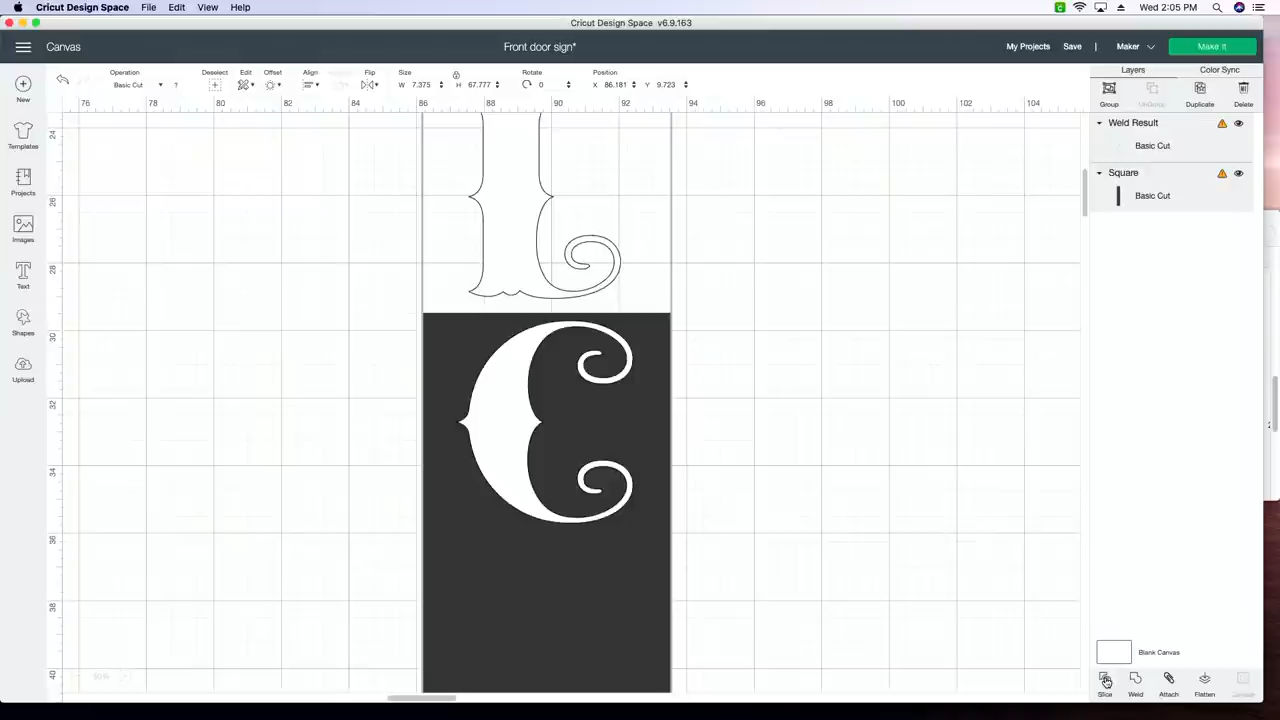 Cricut Design Space File Edit View Help
Wed 2:05 PM
Cricut Design Space v6.9.163
Canvas
Front door sign*
My Projects Save | Maker Make it
Operation Deselect Edit Offset Align Flip Size Rotate Position
Basic Cut ? W 7.375 H 67.777 0 X 86.181 Y 9.723
Layers Color Sync
Group UnGroup Duplicate Delete
76 78 80 82 84 86 88 90 92 94 96 98 100 102 104
24
26
28
30
32
34
36
38
40
New
Templates
Projects
Images
Text
Shapes
Upload
L
C
Weld Result
Basic Cut
Square
Basic Cut
Blank Canvas
Slice Weld Attach Flatten